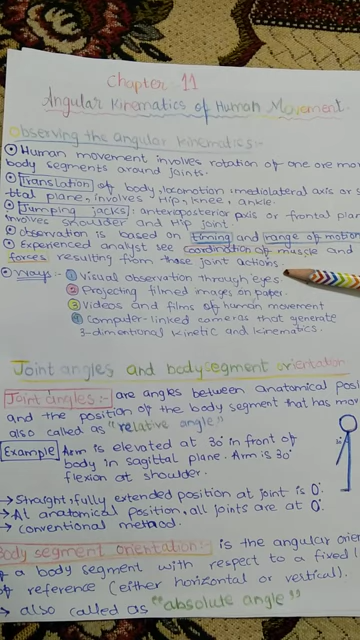 Chapter 11
Angular Kinematics of Human Movement.
Observing the angular kinematics:-
Human movement involves rotation of one ore mor
body segments around joints.
Translation of body, locomotion (mediolateral axis or s
ttal plane, involves Hip, knee, ankle.
Jumping jacks: anterioposterior axis or frontal plan
involves shoulder and Hip joint.
Observation is based on timing and range of motion
Experienced analyst see coordination of muscle and
forces resulting from those joint actions.
Ways:- ① Visual observation through eyes.
② Projecting filmed images on paper.
③ Videos and films of human movement
④ Computer-linked cameras that generate
3-dimentional kinetic and kinematics.
Joint angles and body segment orientation
Joint angles:- are angles between anatomical posi
and the position of the body segment that has mov
also called as "relative angle"
Example Arm is elevated at 30° in front of
body in sagittal plane. Arm is 30°
flexion at shoulder.
→ Straight, fully extended position at joint is 0°.
→ At anatomical position, all joints are at 0°.
→ conventional method.
Body segment orientation:- is the angular orien
of a body segment with respect to a fixed l
of reference (either horizontal or vertical).
→ also called as "absolute angle"